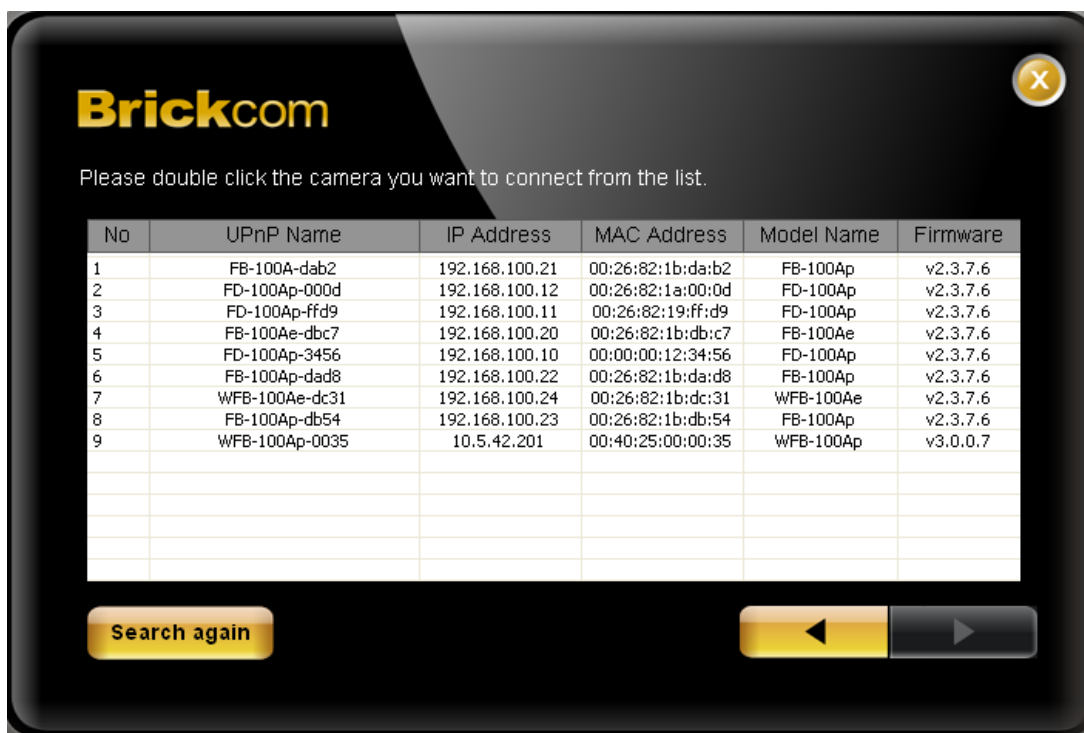 X
Brickcom
Please double click the camera you want to connect from the list.
No UPnP Name IP Address MAC Address Model Name Firmware
1 FB-100A-dab2 192.168.100.21 00:26:82:1b:da:b2 FB-100Ap v2.3.7.6
2 FD-100Ap-000d 192.168.100.12 00:26:82:1a:00:0d FD-100Ap v2.3.7.6
3 FD-100Ap-ffd9 192.168.100.11 00:26:82:19:ff:d9 FD-100Ap v2.3.7.6
4 FB-100Ae-dbc7 192.168.100.20 00:26:82:1b:db:c7 FB-100Ae v2.3.7.6
5 FD-100Ap-3456 192.168.100.10 00:00:00:12:34:56 FD-100Ap v2.3.7.6
6 FB-100Ap-dad8 192.168.100.22 00:26:82:1b:da:d8 FB-100Ap v2.3.7.6
7 WFB-100Ae-dc31 192.168.100.24 00:26:82:1b:dc:31 WFB-100Ae v2.3.7.6
8 FB-100Ap-db54 192.168.100.23 00:26:82:1b:db:54 FB-100Ap v2.3.7.6
9 WFB-100Ap-0035 10.5.42.201 00:40:25:00:00:35 WFB-100Ap v3.0.0.7
Search again